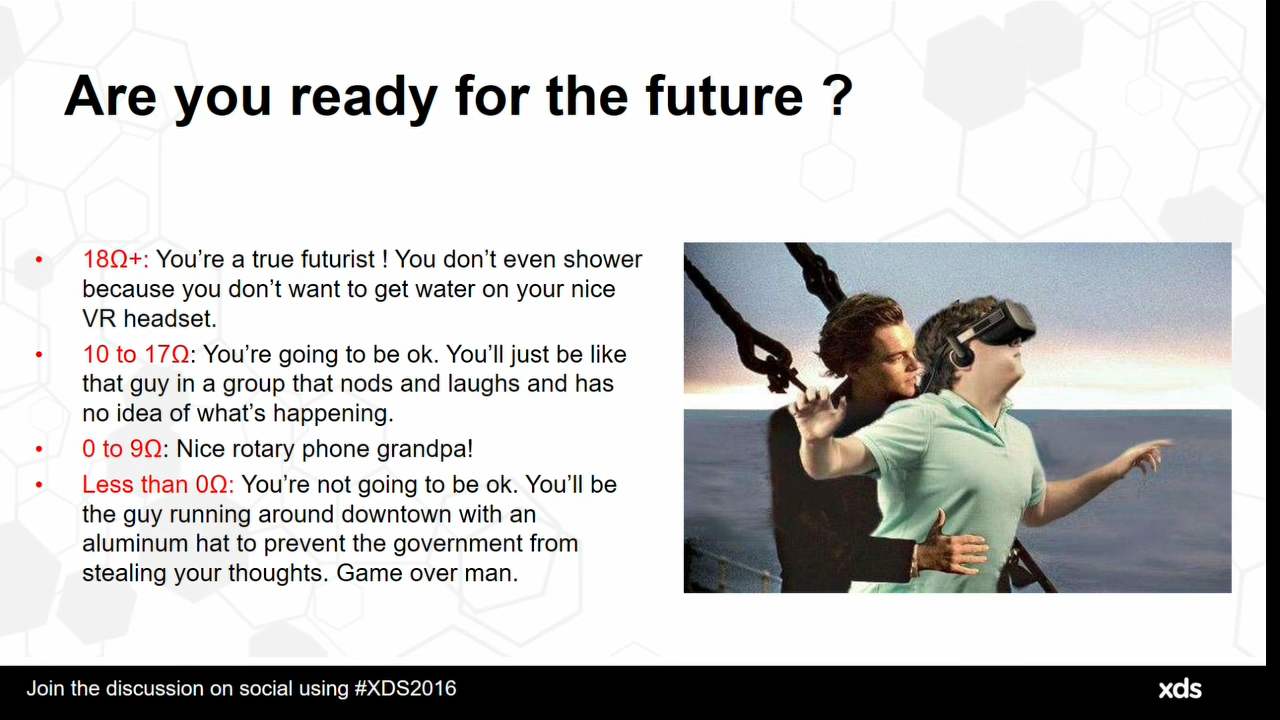 Are you ready for the future ?
• 18Ω+: You’re a true futurist ! You don’t even shower
because you don’t want to get water on your nice
VR headset.
• 10 to 17Ω: You’re going to be ok. You’ll just be like
that guy in a group that nods and laughs and has
no idea of what’s happening.
• 0 to 9Ω: Nice rotary phone grandpa!
• Less than 0Ω: You’re not going to be ok. You’ll be
the guy running around downtown with an
aluminum hat to prevent the government from
stealing your thoughts. Game over man.
Join the discussion on social using #XDS2016
xds